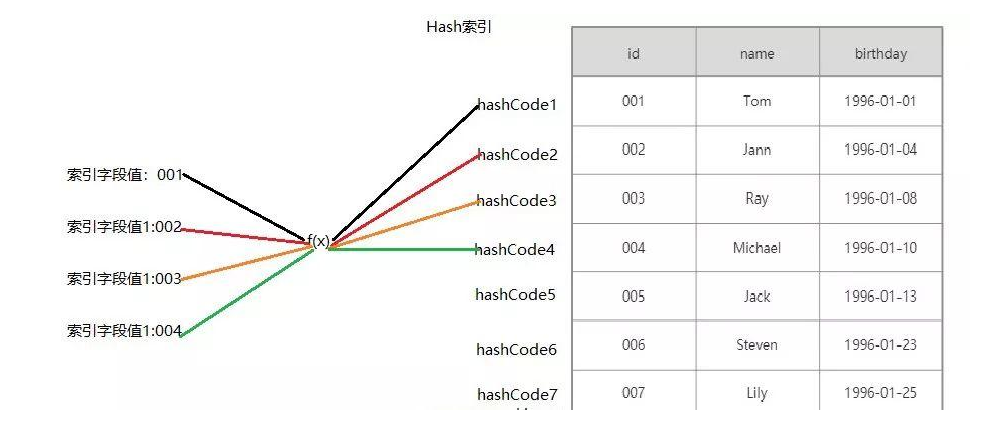 Hash索引
id name birthday
hashCode1 001 Tom 1996-01-01
hashCode2 002 Jann 1996-01-04
索引字段值：001
hashCode3 003 Ray 1996-01-08
索引字段值1:002
f(x)
hashCode4 004 Michael 1996-01-10
索引字段值1:003
hashCode5 005 Jack 1996-01-13
索引字段值1:004
hashCode6 006 Steven 1996-01-23
hashCode7 007 Lily 1996-01-25